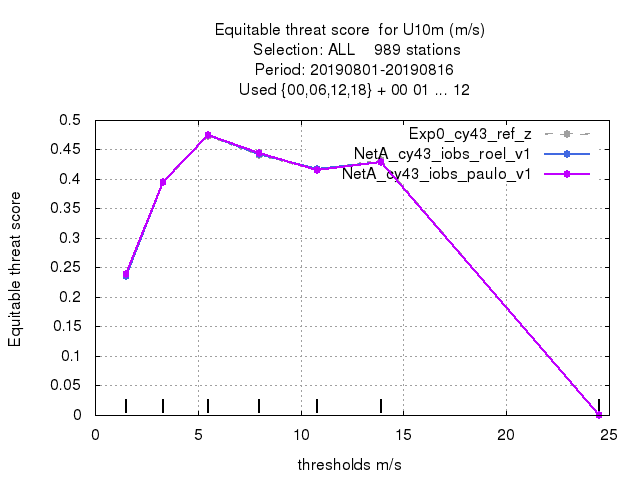 Equitable threat score for U10m (m/s)
Selection: ALL 989 stations
Period: 20190801-20190816
Used {00,06,12,18} + 00 01 ... 12
Exp0_cy43_ref_z
NetA_cy43_iobs_roel_v1
NetA_cy43_iobs_paulo_v1
Equitable threat score
0.5
0.45
0.4
0.35
0.3
0.25
0.2
0.15
0.1
0.05
0
0 5 10 15 20 25
thresholds m/s